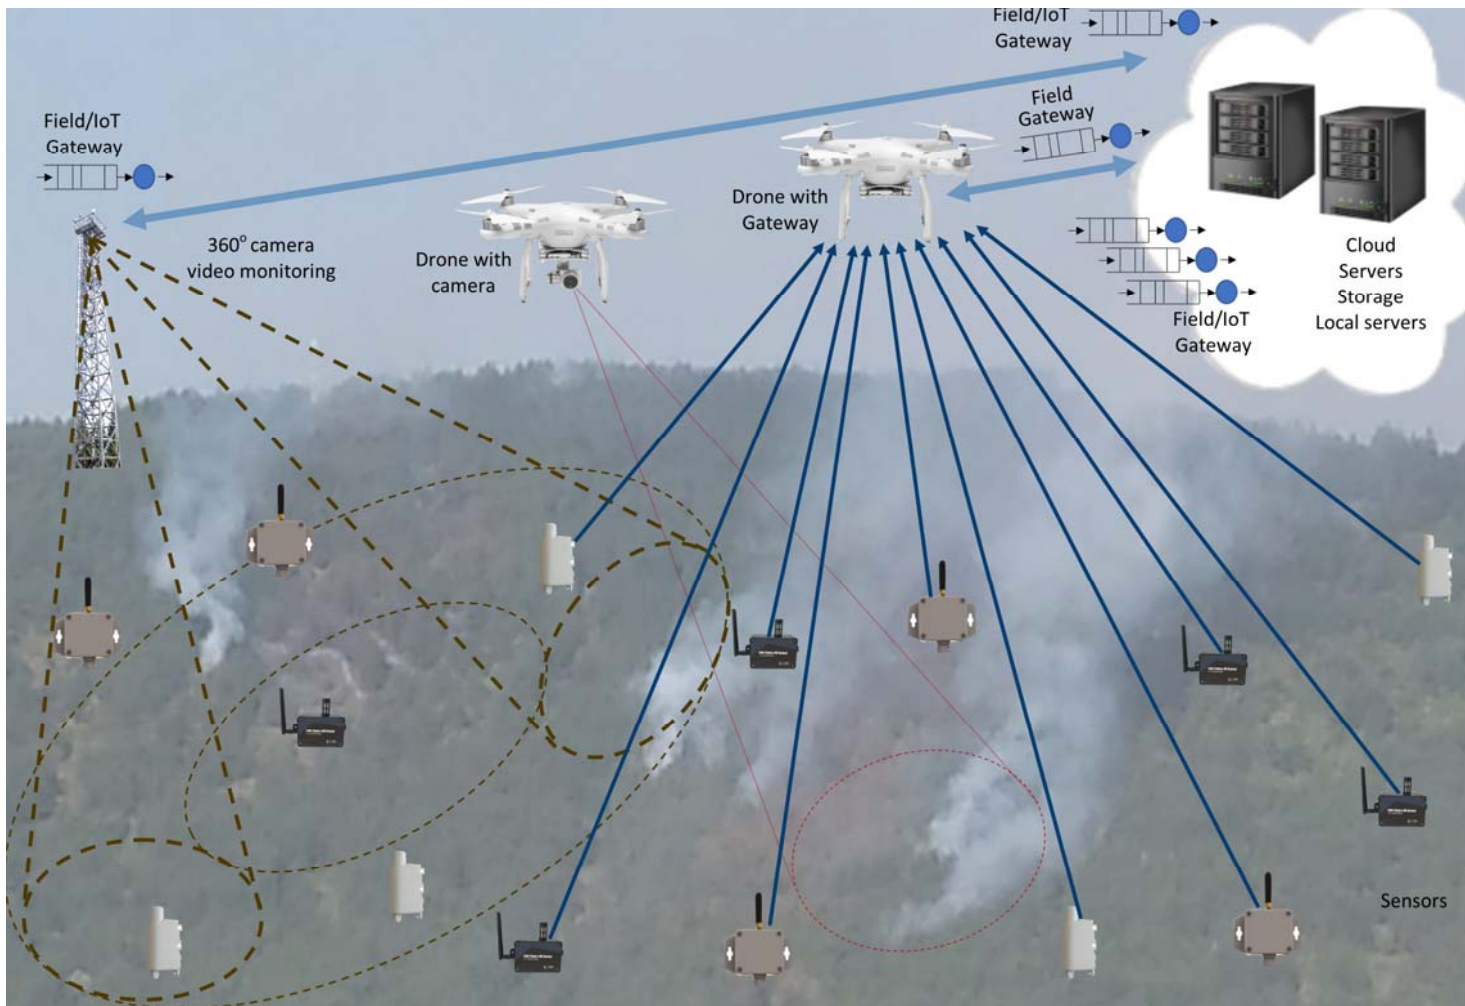 Field/IoT
Gateway
Field
Gateway
Field/IoT
Gateway
Drone with
Gateway
360° camera
video monitoring
Drone with
camera
Cloud
Servers
Storage
Local servers
Field/IoT
Gateway
Sensors